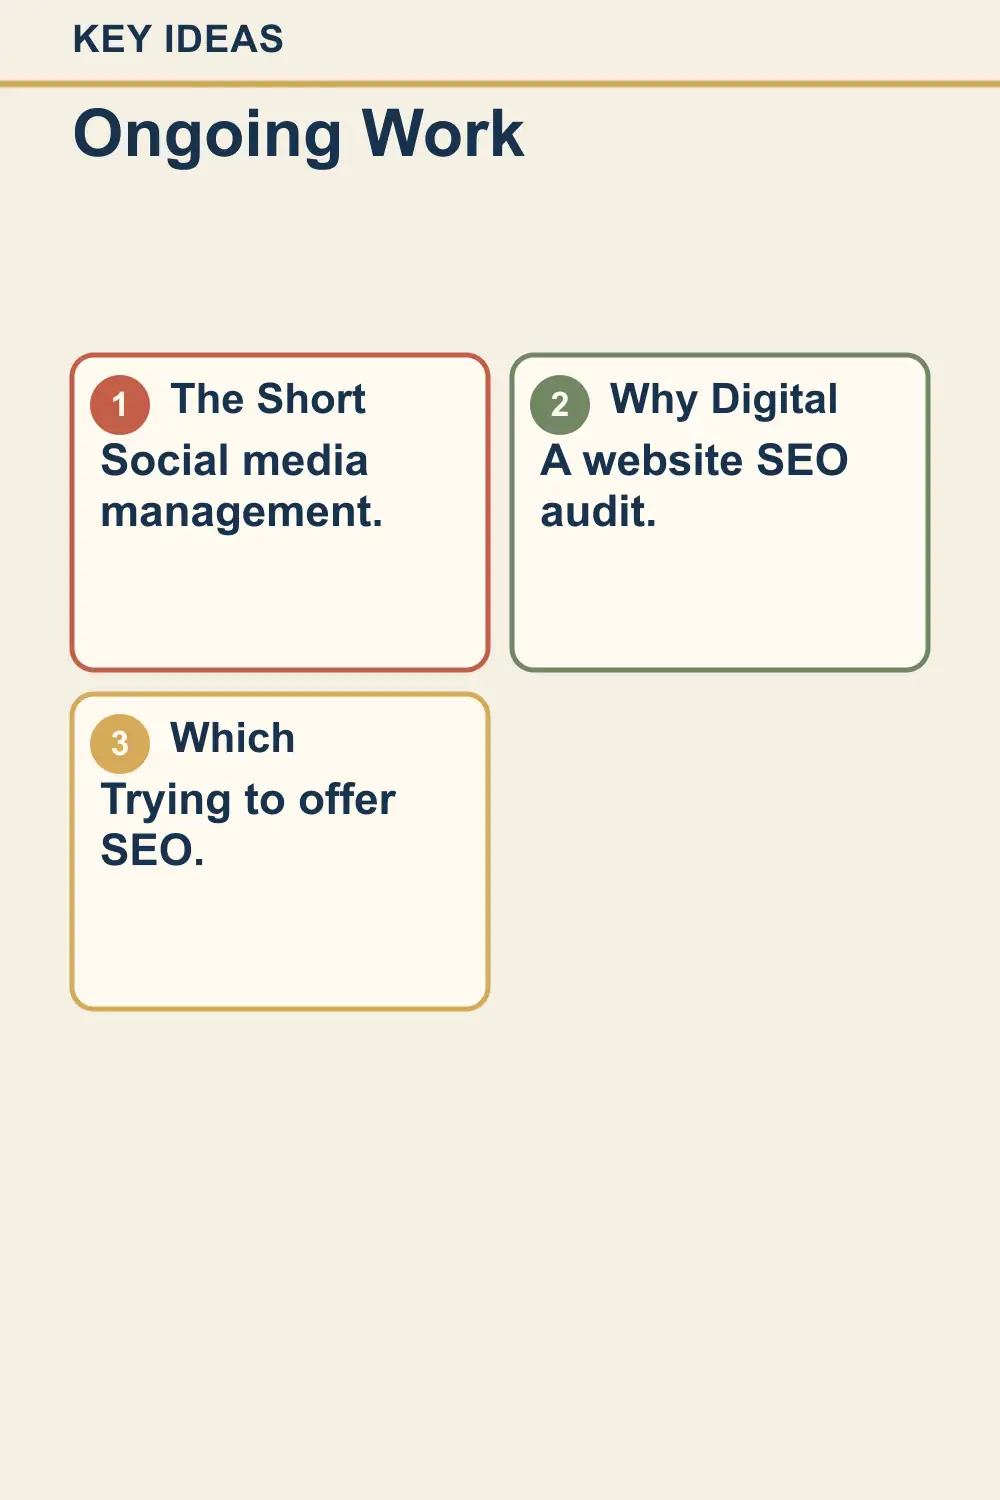 KEY IDEAS
Ongoing Work
1 The Short
Social media
management.
2 Why Digital
A website SEO
audit.
3 Which
Trying to offer
SEO.